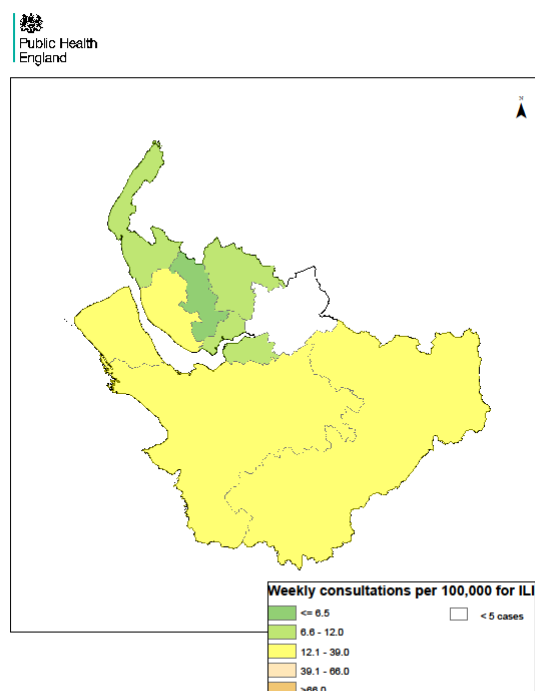 Public Health
England
N
Weekly consultations per 100,000 for ILI
<= 6.5
< 5 cases
6.6 - 12.0
12.1 - 39.0
39.1 - 66.0
>66.0